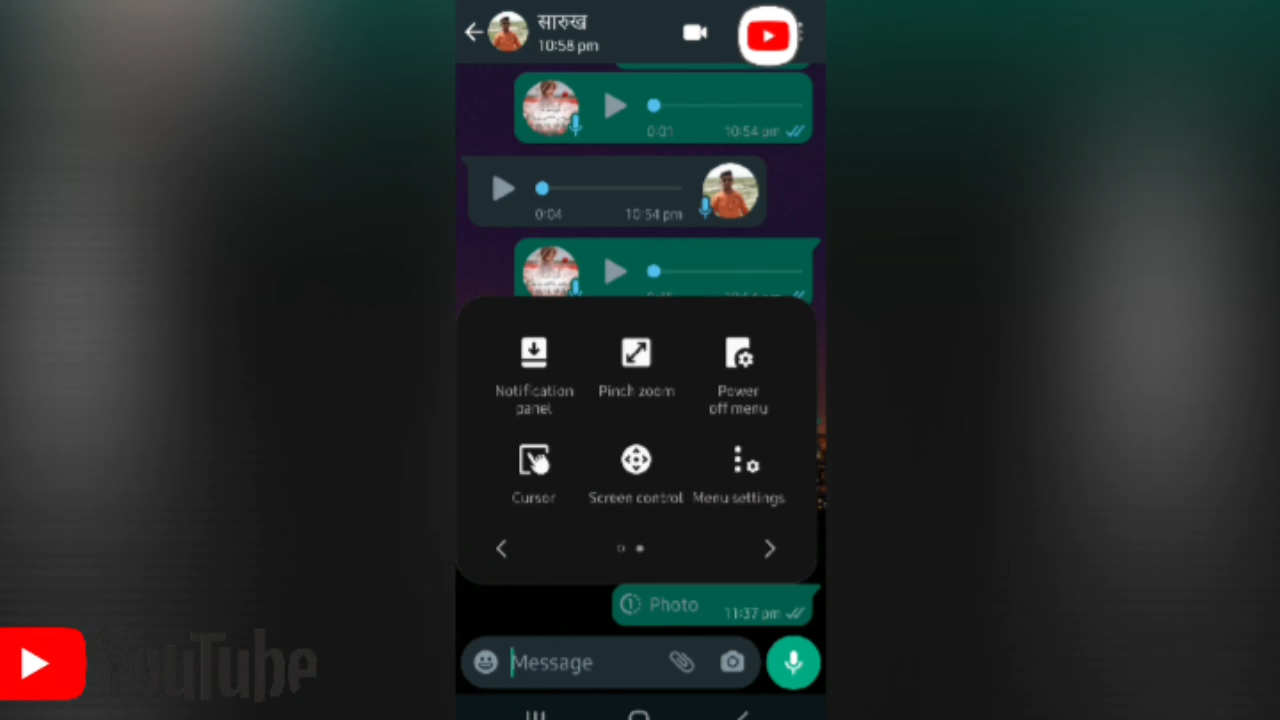 सारुख
10:58 pm
0:01 10:54 pm
0:04 10:54 pm
Notification panel
Pinch zoom
Power off menu
Cursor
Screen control
Menu settings
Photo 11:37 pm
Message
YouTube